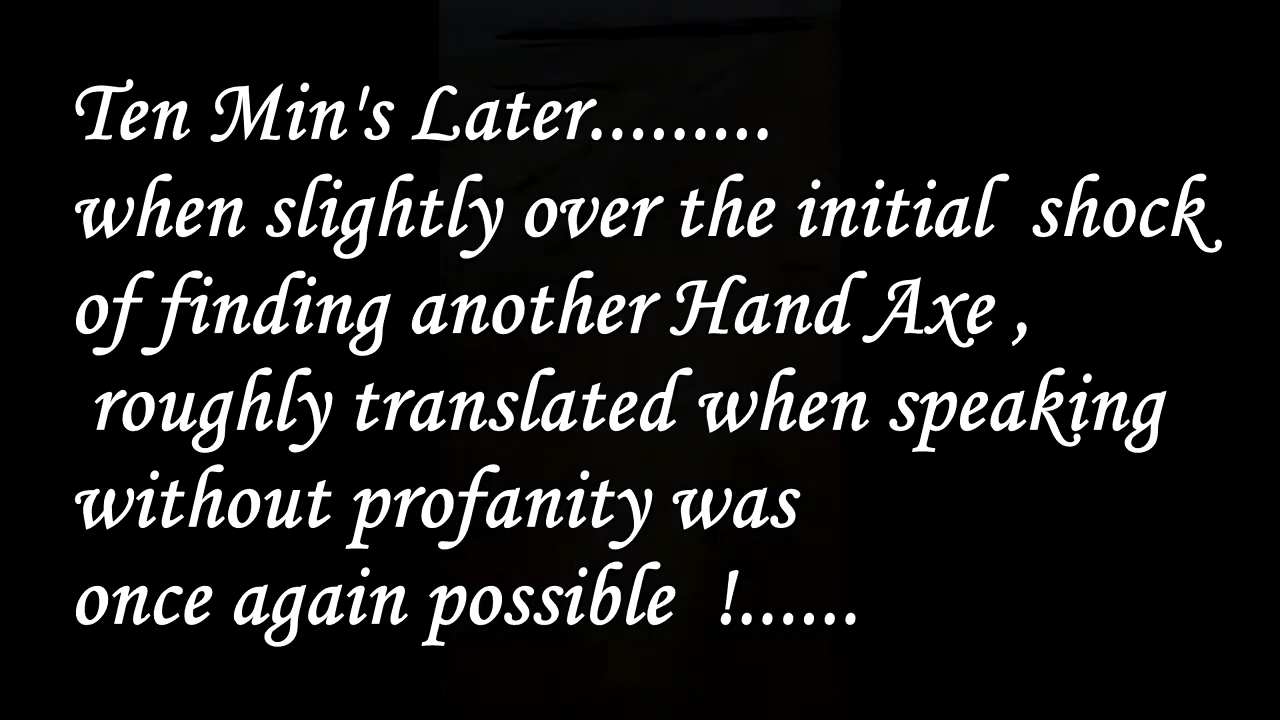 Ten Min's Later.........
when slightly over the initial  shock
of finding another Hand Axe ,
roughly translated when speaking
without profanity was
once again possible  !......